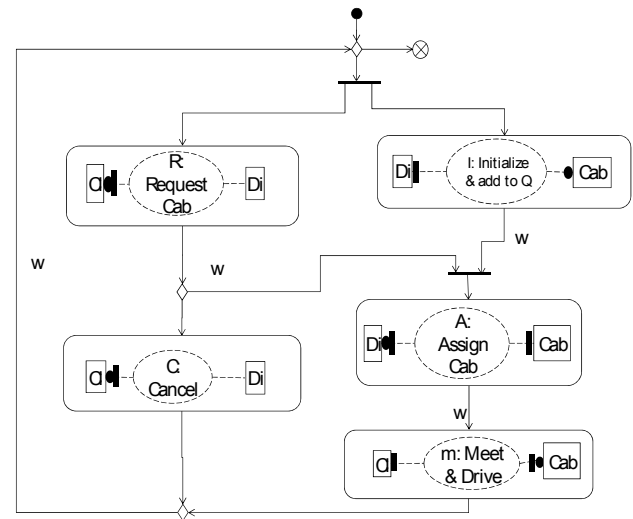 R:
Request
Cab
Cl
Di
I: Initialize
& add to Q
Di
Cab
w
w
w
A:
Assign
Cab
Di
Cab
C:
Cancel
Cl
Di
w
m: Meet
& Drive
Cl
Cab